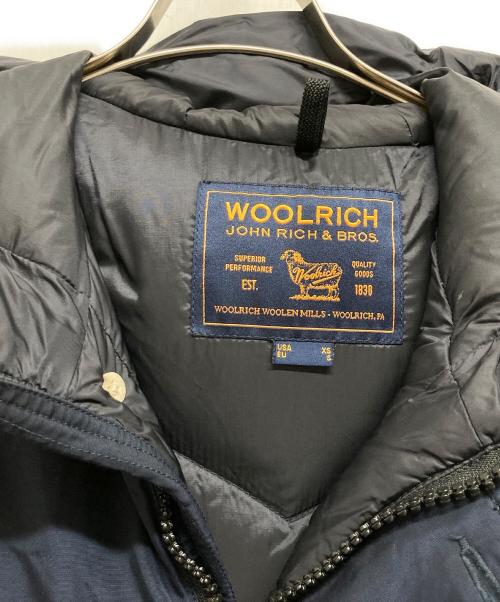 WOOLRICH
JOHN RICH & BROS.
SUPERIOR
PERFORMANCE
EST.
Woolrich
QUALITY
GOODS
1830
WOOLRICH WOOLEN MILLS · WOOLRICH, PA
USA XS
EU S